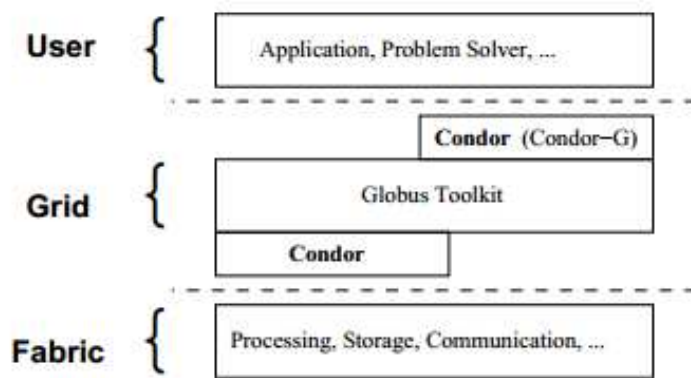 User
Application, Problem Solver, ...
Condor (Condor−G)
Grid
Globus Toolkit
Condor
Fabric
Processing, Storage, Communication, ...